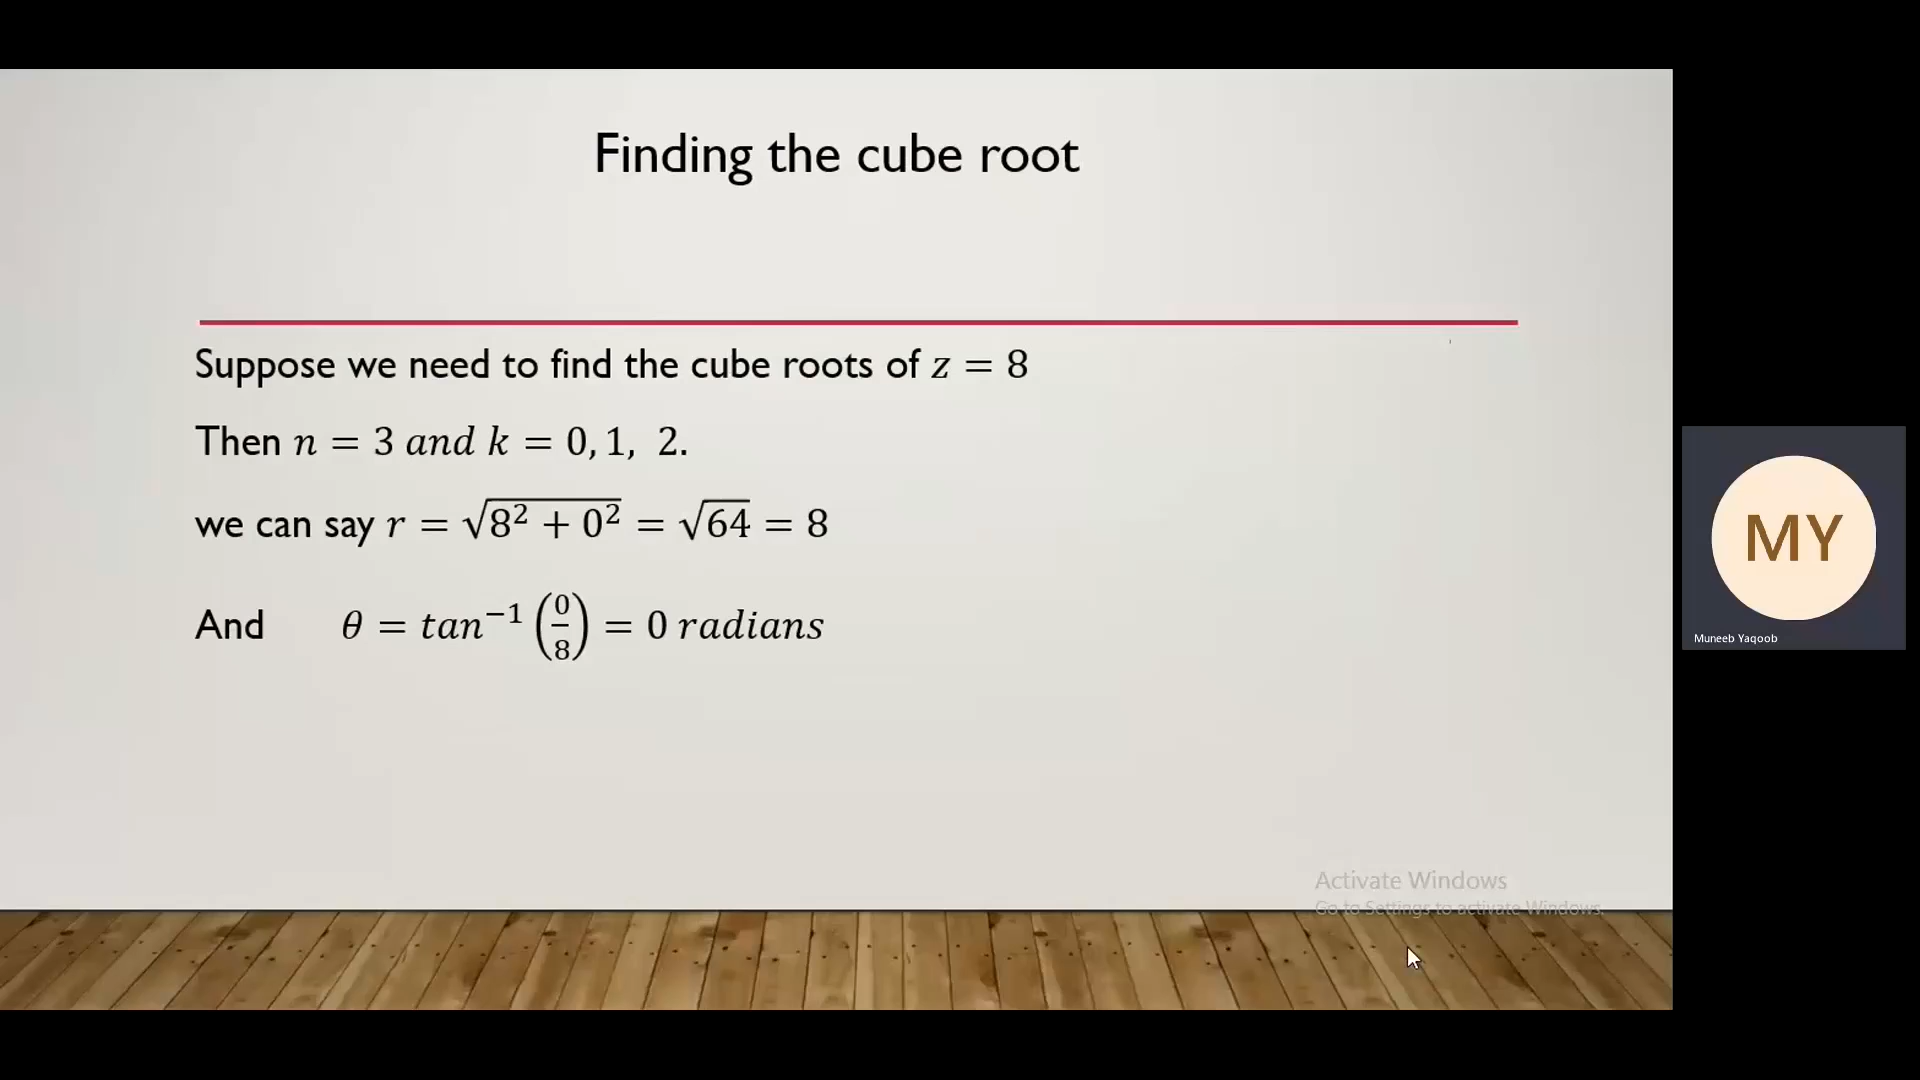 Finding the cube root
Suppose we need to find the cube roots of z = 8
Then n = 3 and k = 0, 1, 2.
we can say r = √(8² + 0²) = √64 = 8
And θ = tan⁻¹ (0/8) = 0 radians
MY
Muneeb Yaqoob
Activate Windows
Go to Settings to activate Windows.